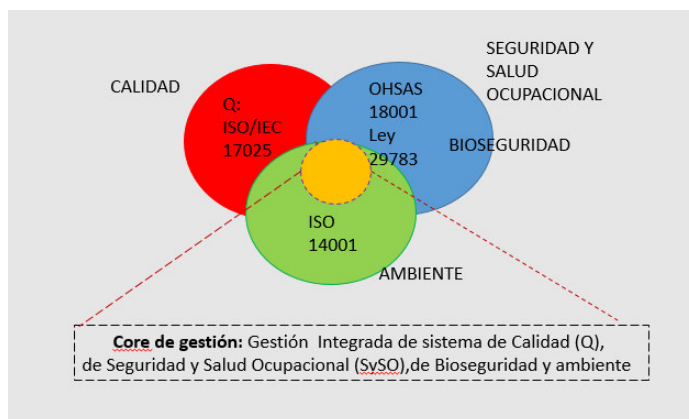 CALIDAD
Q:
ISO/IEC
17025
OHSAS
18001
Ley
29783
SEGURIDAD Y
SALUD
OCUPACIONAL
BIOSEGURIDAD
ISO
14001
AMBIENTE
Core de gestión: Gestión Integrada de sistema de Calidad (Q),
de Seguridad y Salud Ocupacional (SySO),de Bioseguridad y ambiente